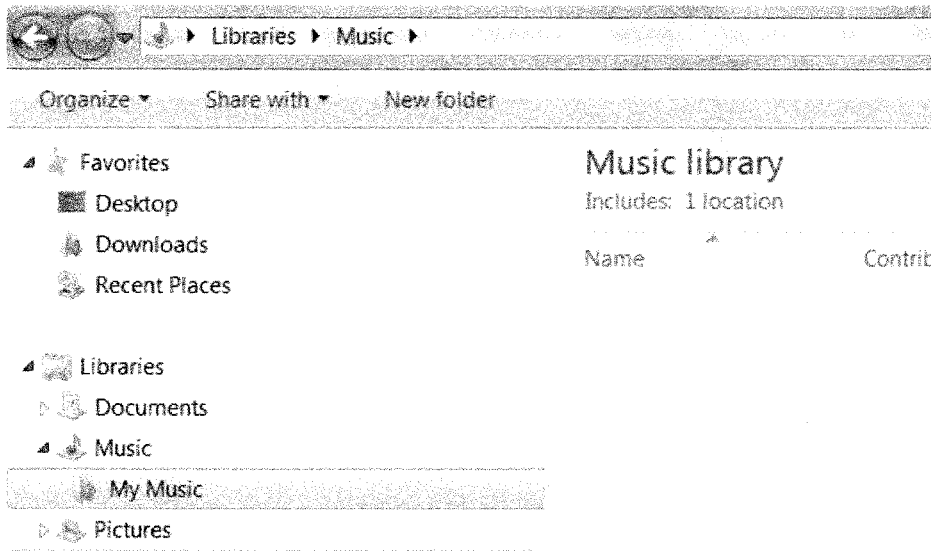 Libraries Music
Organize Share with New folder
Favorites
Desktop
Downloads
Recent Places
Libraries
Documents
Music
My Music
Pictures
Music library
Includes: 1 location
Name Contrib